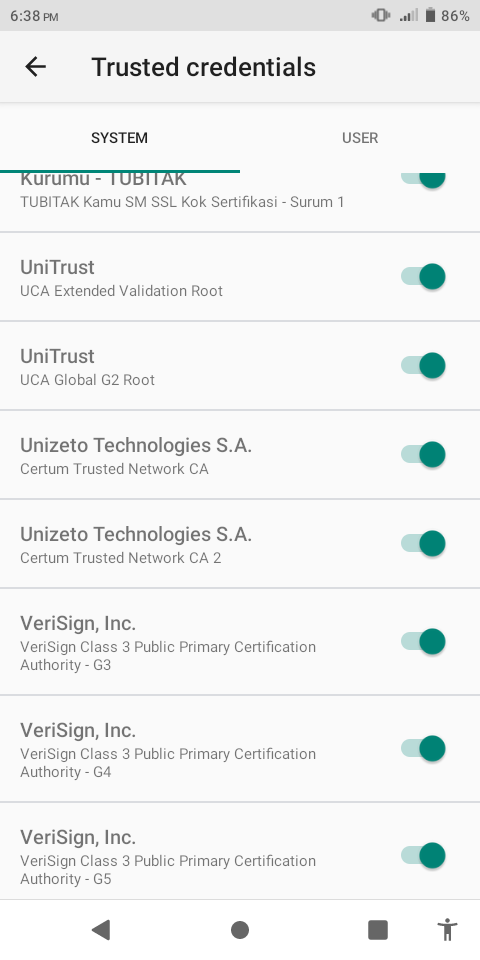 6:38 PM 86%
Trusted credentials
SYSTEM USER
Kurumu - TUBITAK
TUBITAK Kamu SM SSL Kok Sertifikasi - Surum 1
UniTrust
UCA Extended Validation Root
UniTrust
UCA Global G2 Root
Unizeto Technologies S.A.
Certum Trusted Network CA
Unizeto Technologies S.A.
Certum Trusted Network CA 2
VeriSign, Inc.
VeriSign Class 3 Public Primary Certification
Authority - G3
VeriSign, Inc.
VeriSign Class 3 Public Primary Certification
Authority - G4
VeriSign, Inc.
VeriSign Class 3 Public Primary Certification
Authority - G5